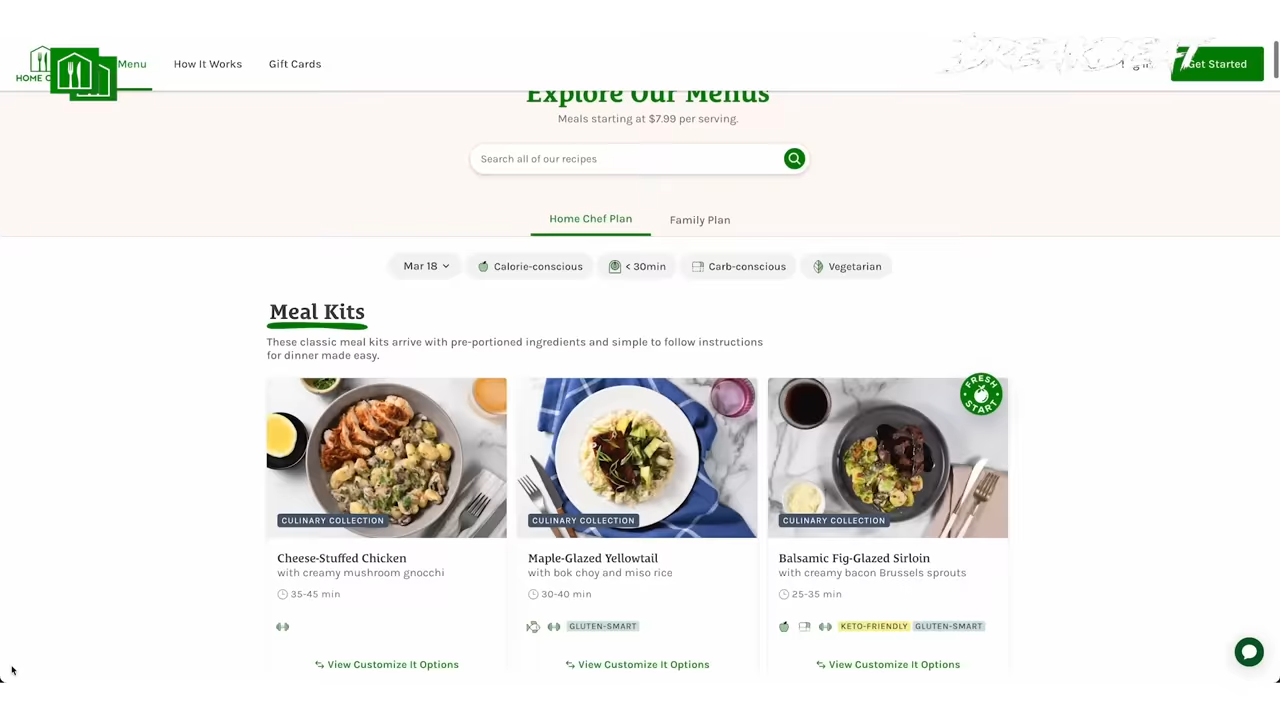 HOME C
Menu
How It Works
Gift Cards
Get Started
Explore Our Menus
Meals starting at $7.99 per serving.
Search all of our recipes
Home Chef Plan
Family Plan
Mar 18
Calorie-conscious
< 30min
Carb-conscious
Vegetarian
Meal Kits
These classic meal kits arrive with pre-portioned ingredients and simple to follow instructions
for dinner made easy.
FRESH
START
CULINARY COLLECTION
CULINARY COLLECTION
CULINARY COLLECTION
Cheese-Stuffed Chicken
with creamy mushroom gnocchi
35-45 min
Maple-Glazed Yellowtail
with bok choy and miso rice
30-40 min
GLUTEN-SMART
Balsamic Fig-Glazed Sirloin
with creamy bacon Brussels sprouts
25-35 min
KETO-FRIENDLY
GLUTEN-SMART
View Customize It Options
View Customize It Options
View Customize It Options